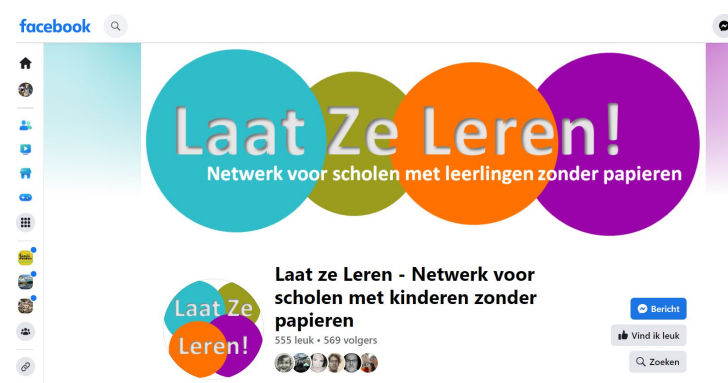 facebook
Laat Ze Leren!
Netwerk voor scholen met leerlingen zonder papieren
Laat Ze
Leren!
Laat ze Leren - Netwerk voor
scholen met kinderen zonder
papieren
555 leuk • 569 volgers
Bericht
Vind ik leuk
Zoeken